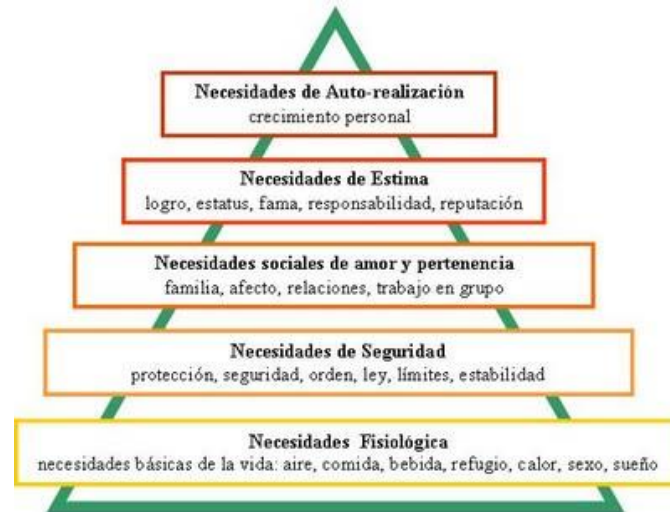 Necesidades de Auto-realización
crecimiento personal
Necesidades de Estima
logro, estatus, fama, responsabilidad, reputación
Necesidades sociales de amor y pertenencia
familia, afecto, relaciones, trabajo en grupo
Necesidades de Seguridad
protección, seguridad, orden, ley, límites, estabilidad
Necesidades Fisiológica
necesidades básicas de la vida: aire, comida, bebida, refugio, calor, sexo, sueño